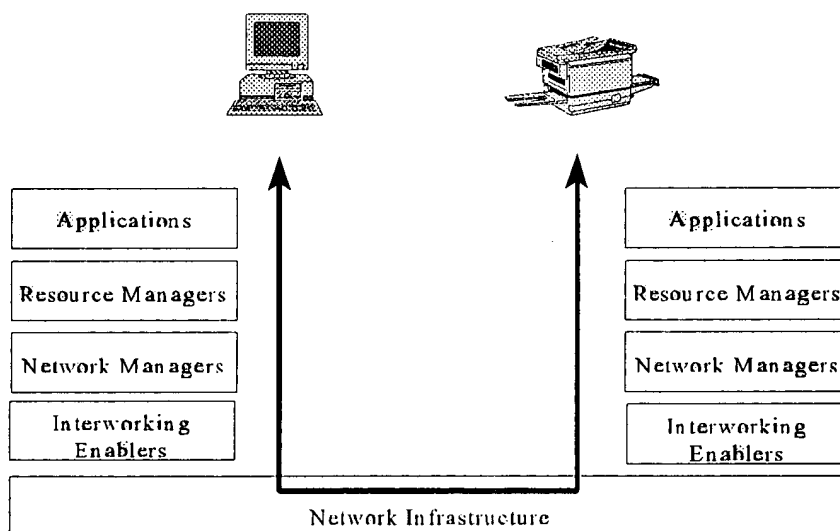 Applications
Applications
Resource Managers
Resource Managers
Network Managers
Network Managers
Interworking
Enablers
Interworking
Enablers
Network Infrastructure